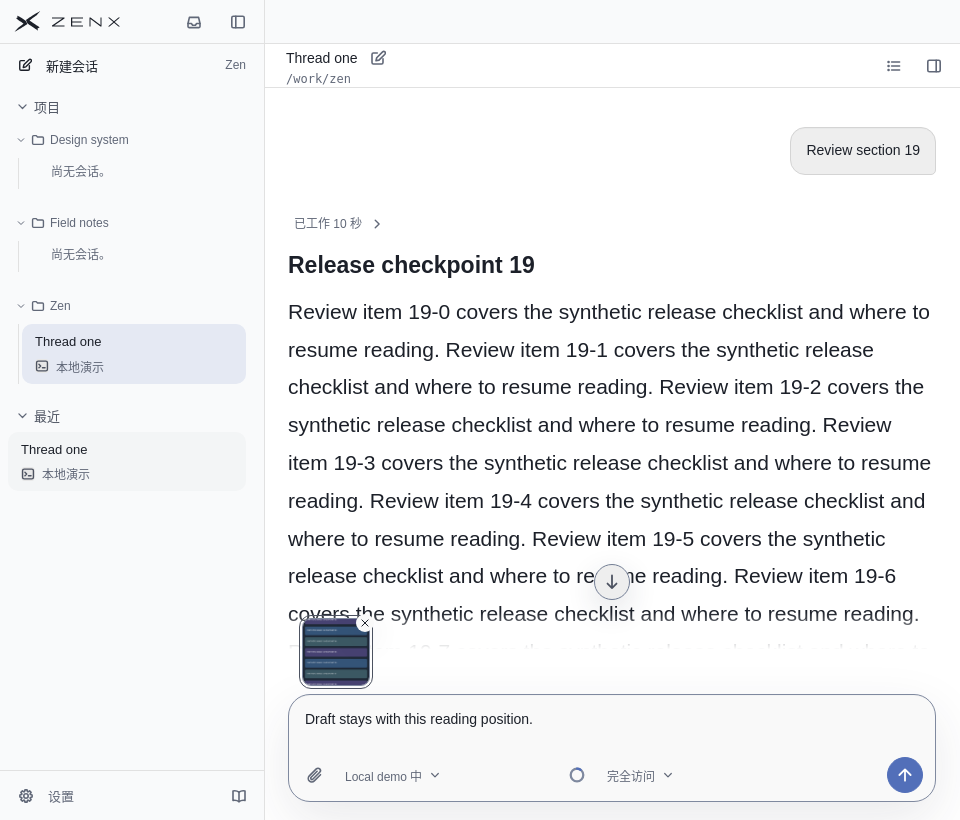 ZENX
新建会话
Zen
项目
Design system
尚无会话。
Field notes
尚无会话。
Zen
Thread one
本地演示
最近
Thread one
本地演示
设置
Thread one
/work/zen
Review section 19
已工作 10 秒
Release checkpoint 19
Review item 19-0 covers the synthetic release checklist and where to
resume reading. Review item 19-1 covers the synthetic release
checklist and where to resume reading. Review item 19-2 covers the
synthetic release checklist and where to resume reading. Review
item 19-3 covers the synthetic release checklist and where to resume
reading. Review item 19-4 covers the synthetic release checklist and
where to resume reading. Review item 19-5 covers the synthetic
release checklist and where to resume reading. Review item 19-6
covers the synthetic release checklist and where to resume reading.
Draft stays with this reading position.
Local demo 中
完全访问